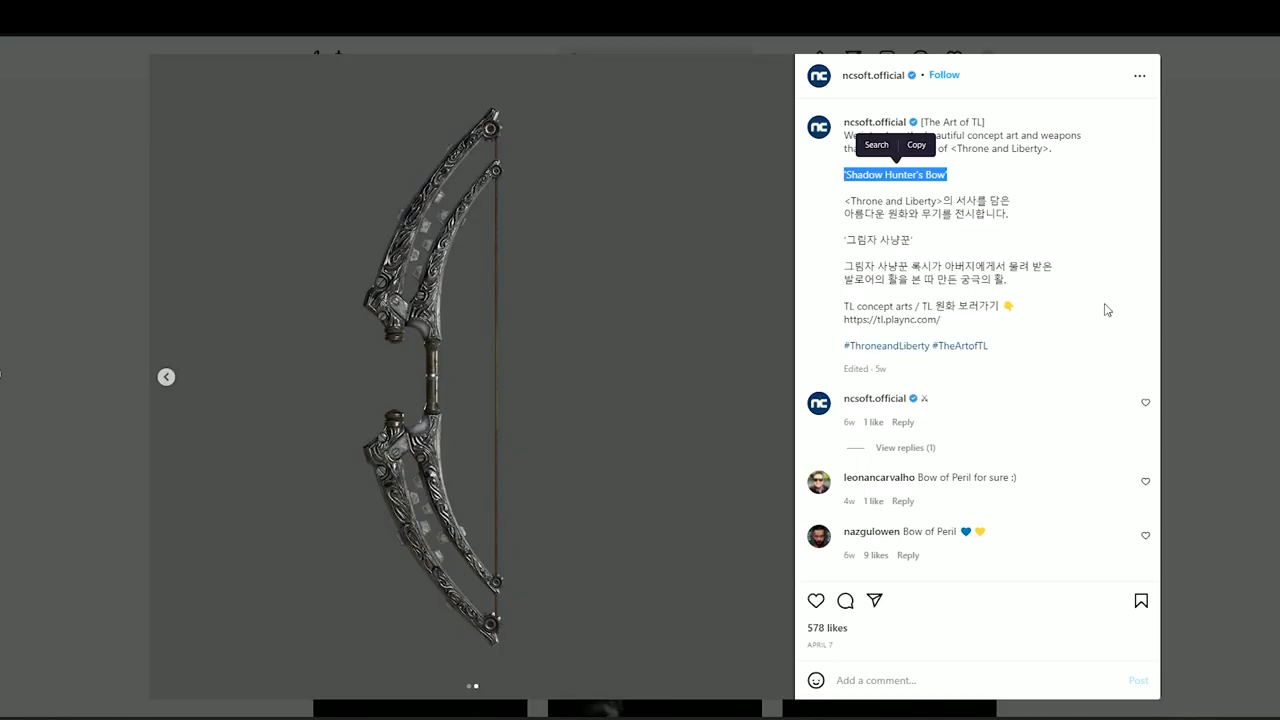 ncsoft.official • Follow
ncsoft.official [The Art of TL]
Search Copy
of <Throne and Liberty>.
'Shadow Hunter's Bow'
<Throne and Liberty>의 서사를 담은
아름다운 원화와 무기를 전시합니다.
'그림자 사냥꾼'
그림자 사냥꾼 록시가 아버지에게서 물려 받은
발로어의 활을 본 따 만든 궁극의 활.
TL concept arts / TL 원화 보러가기 👇
https://tl.plaync.com/
#ThroneandLiberty #TheArtofTL
Edited · 5w
ncsoft.official ⚔
6w 1 like Reply
View replies (1)
leonancarvalho Bow of Peril for sure :)
4w 1 like Reply
nazgulowen Bow of Peril 💙 💛
6w 9 likes Reply
578 likes
APRIL 7
Add a comment...
Post